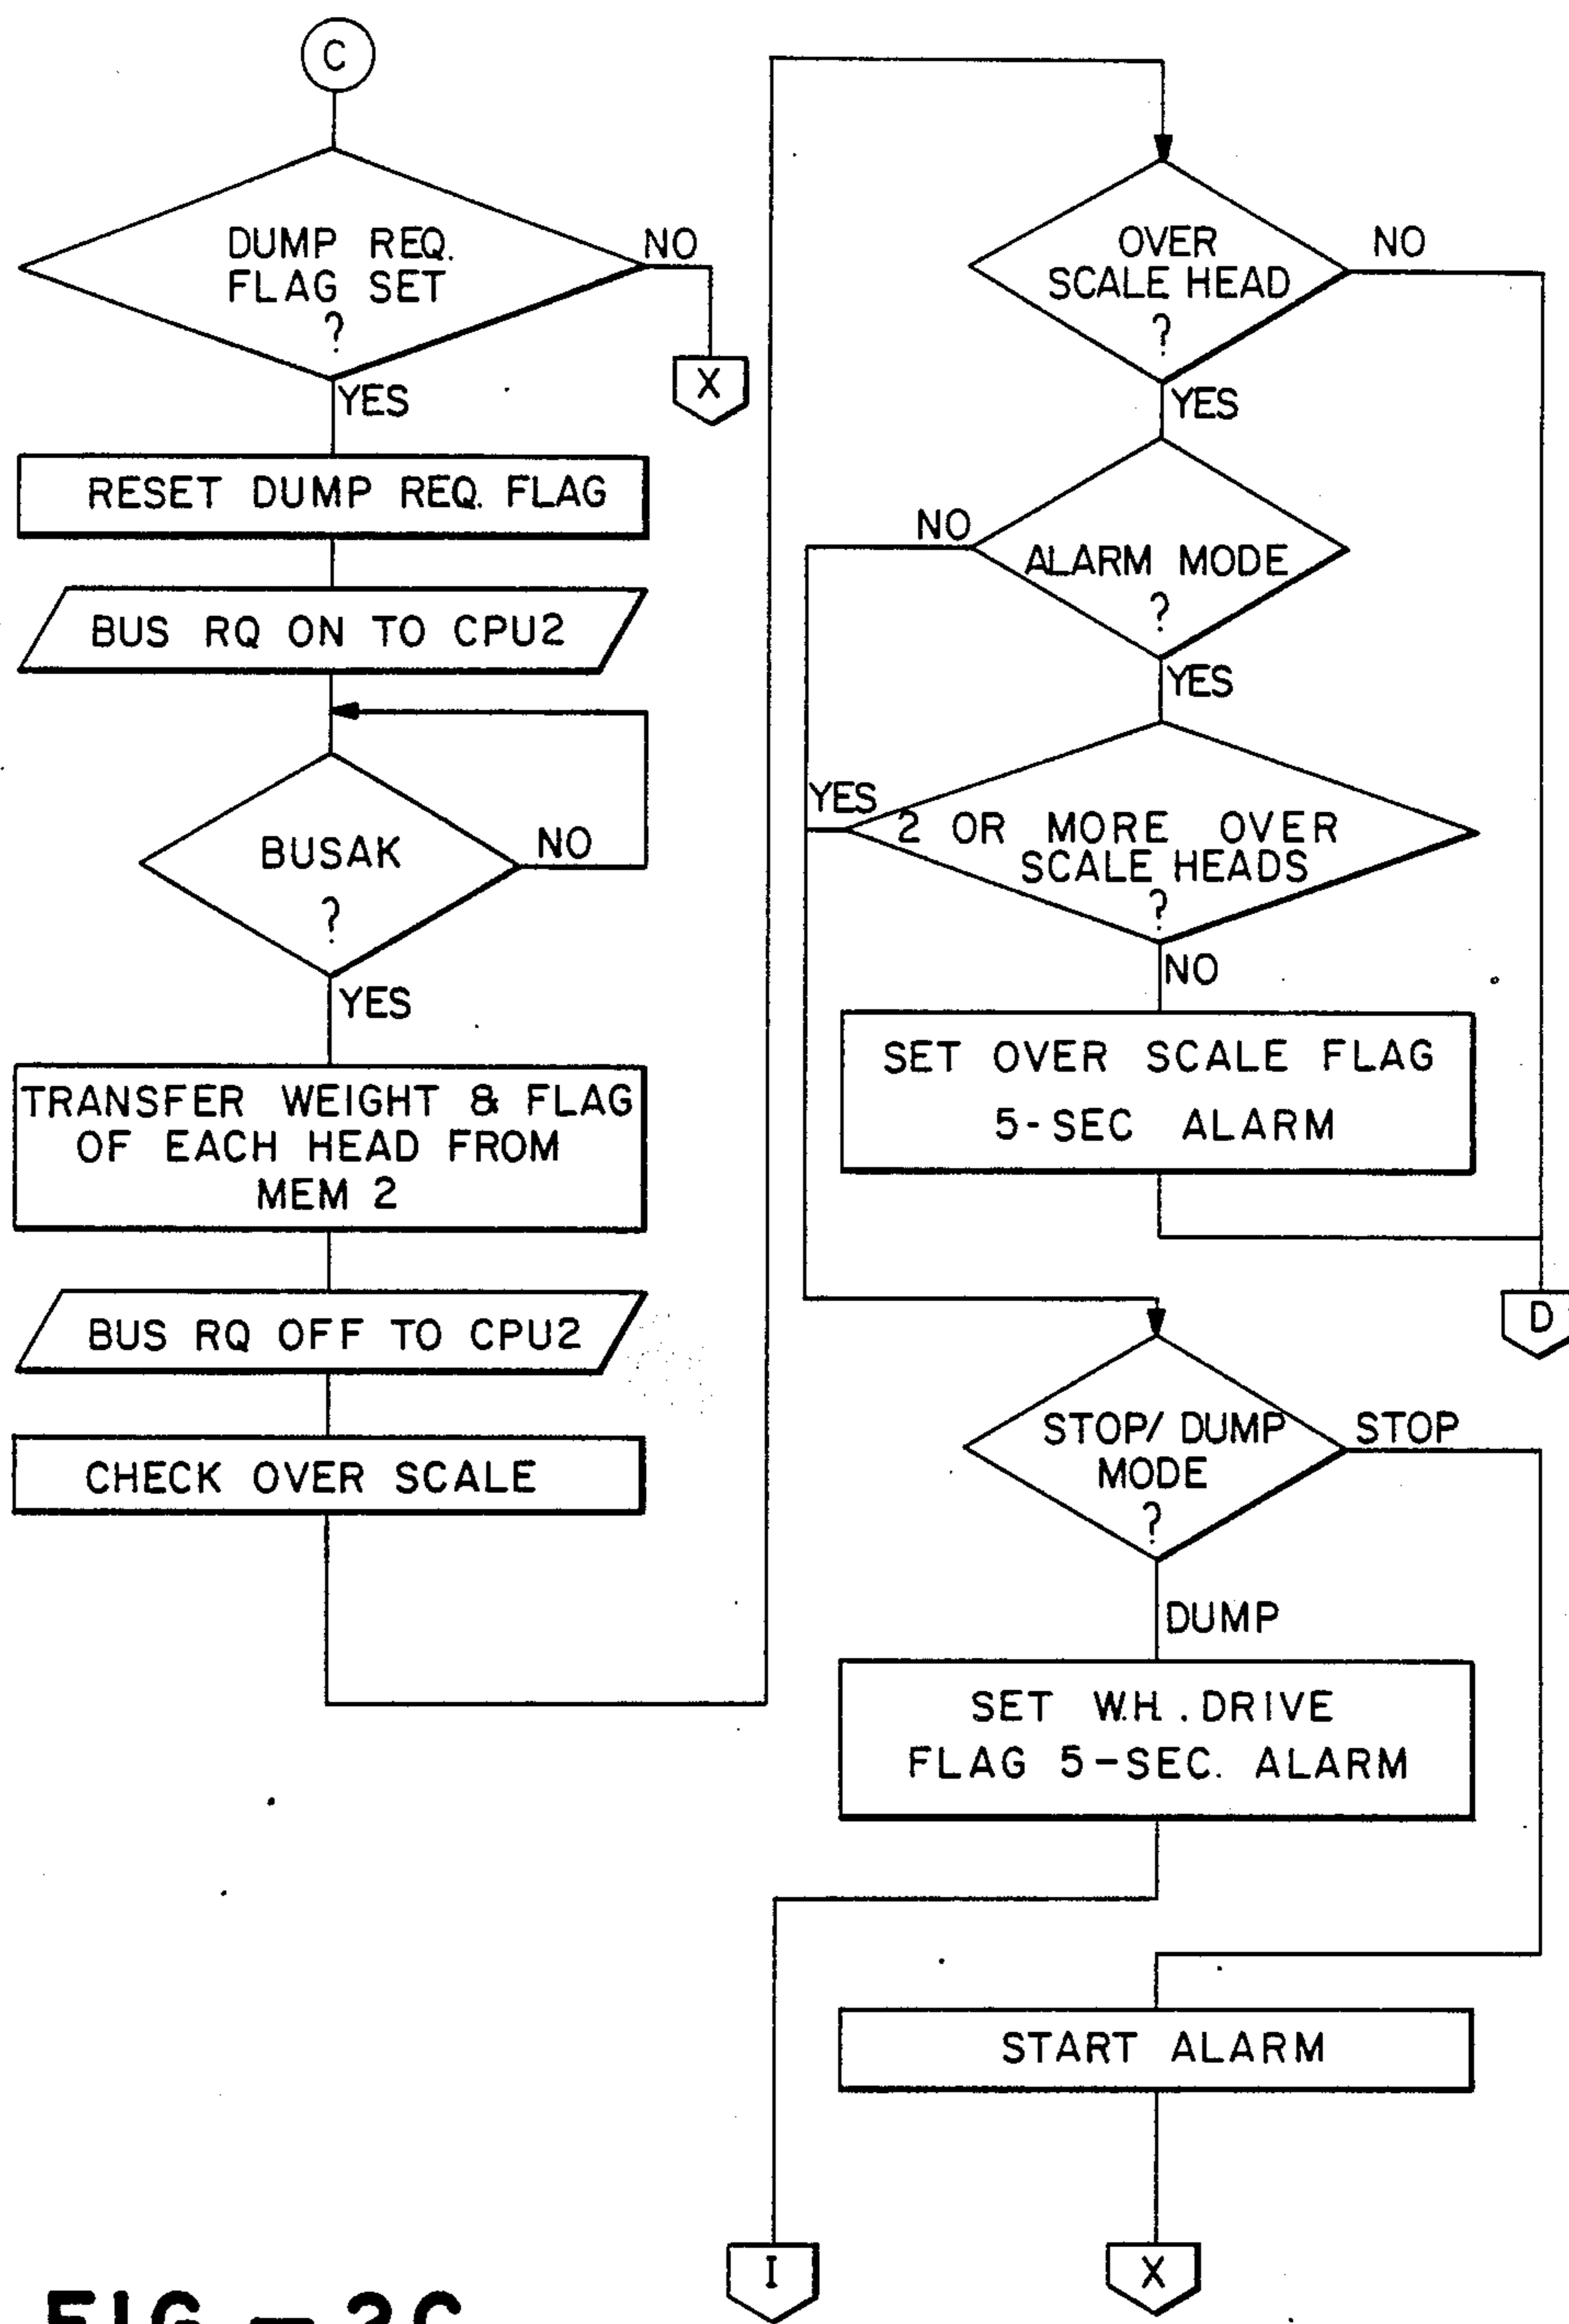 C
DUMP REQ.
FLAG SET
?
NO
X
YES
RESET DUMP REQ. FLAG
BUS RQ ON TO CPU2
BUSAK
?
NO
YES
TRANSFER WEIGHT & FLAG
OF EACH HEAD FROM
MEM 2
BUS RQ OFF TO CPU2
CHECK OVER SCALE
OVER
SCALE HEAD
?
NO
YES
NO
ALARM MODE
?
YES
YES
2 OR MORE OVER
SCALE HEADS
?
NO
SET OVER SCALE FLAG
5-SEC ALARM
D
STOP/ DUMP
MODE
?
STOP
DUMP
SET W.H. DRIVE
FLAG 5-SEC. ALARM
START ALARM
I
X
FIG.-2C